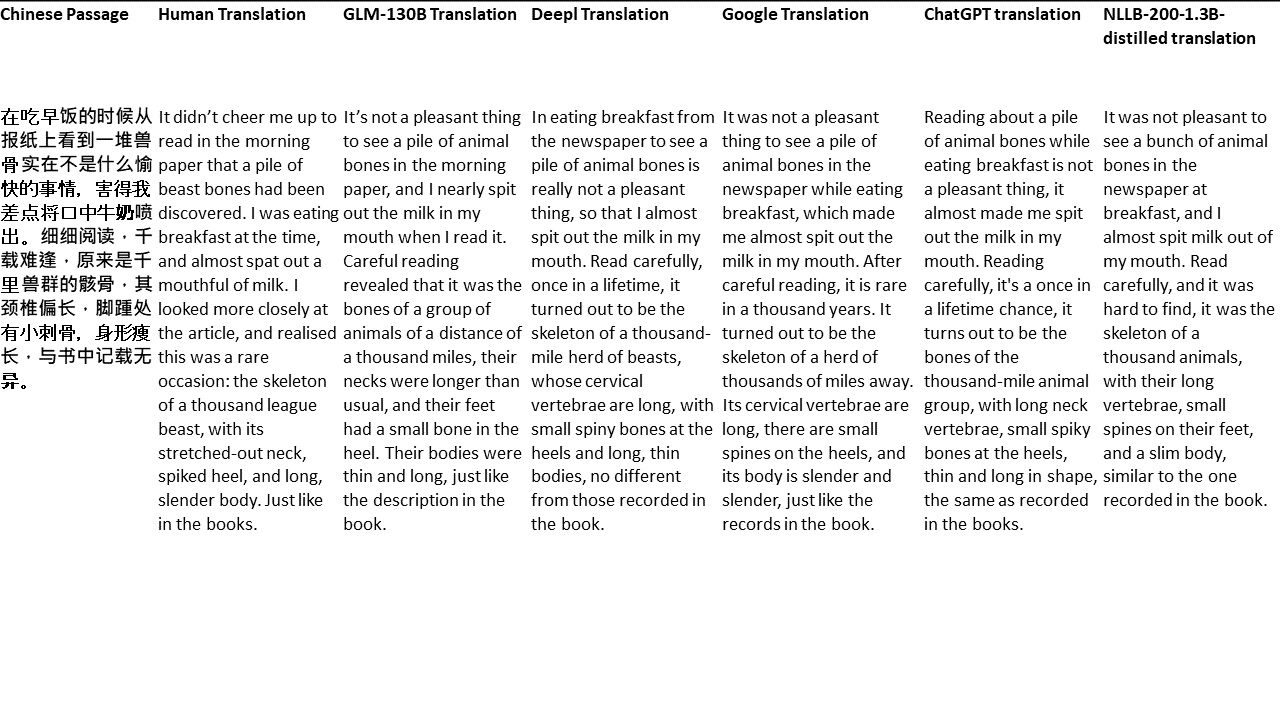 Chinese Passage
Human Translation
GLM-130B Translation
Deepl Translation
Google Translation
ChatGPT translation
NLLB-200-1.3B-
distilled translation
在吃早饭的时候从
报纸上看到一堆兽
骨实在不是什么愉
快的事情，害得我
差点将口中牛奶喷
出。细细阅读，千
载难逢，原来是千
里兽群的骸骨，其
颈椎偏长，脚踵处
有小刺骨，身形瘦
长，与书中记载无
异。
It didn’t cheer me up to
read in the morning
paper that a pile of
beast bones had been
discovered. I was eating
breakfast at the time,
and almost spat out a
mouthful of milk. I
looked more closely at
the article, and realised
this was a rare
occasion: the skeleton
of a thousand league
beast, with its
stretched-out neck,
spiked heel, and long,
slender body. Just like
in the books.
It’s not a pleasant thing
to see a pile of animal
bones in the morning
paper, and I nearly spit
out the milk in my
mouth when I read it.
Careful reading
revealed that it was the
bones of a group of
animals of a distance of
a thousand miles, their
necks were longer than
usual, and their feet
had a small bone in the
heel. Their bodies were
thin and long, just like
the description in the
book.
In eating breakfast from
the newspaper to see a
pile of animal bones is
really not a pleasant
thing, so that I almost
spit out the milk in my
mouth. Read carefully,
once in a lifetime, it
turned out to be the
skeleton of a thousand-
mile herd of beasts,
whose cervical
vertebrae are long, with
small spiny bones at the
heels and long, thin
bodies, no different
from those recorded in
the book.
It was not a pleasant
thing to see a pile of
animal bones in the
newspaper while eating
breakfast, which made
me almost spit out the
milk in my mouth. After
careful reading, it is rare
in a thousand years. It
turned out to be the
skeleton of a herd of
thousands of miles away.
Its cervical vertebrae are
long, there are small
spines on the heels, and
its body is slender and
slender, just like the
records in the book.
Reading about a pile
of animal bones while
eating breakfast is not
a pleasant thing, it
almost made me spit
out the milk in my
mouth. Reading
carefully, it's a once in
a lifetime chance, it
turns out to be the
bones of the
thousand-mile animal
group, with long neck
vertebrae, small spiky
bones at the heels,
thin and long in shape,
the same as recorded
in the books.
It was not pleasant to
see a bunch of animal
bones in the
newspaper at
breakfast, and I
almost spit milk out of
my mouth. Read
carefully, and it was
hard to find, it was the
skeleton of a
thousand animals,
with their long
vertebrae, small
spines on their feet,
and a slim body,
similar to the one
recorded in the book.